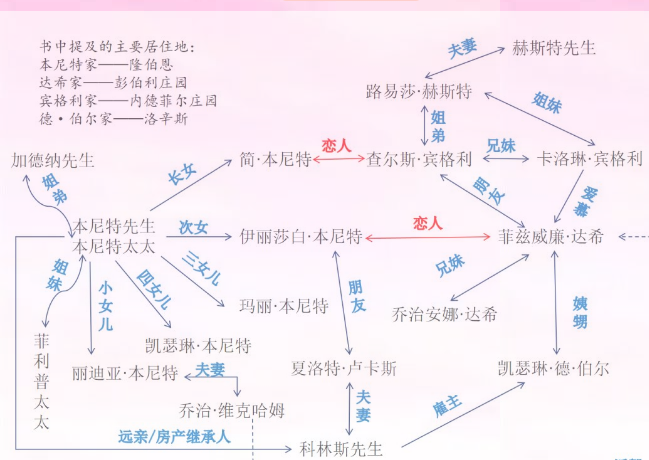 书中提及的主要居住地：
本尼特家——隆伯恩
达希家——彭伯利庄园
宾格利家——内德菲尔庄园
德·伯尔家——洛辛斯
夫妻
赫斯特先生
路易莎·赫斯特
姐弟
姐妹
加德纳先生
长女
简·本尼特
恋人
查尔斯·宾格利
兄妹
卡洛琳·宾格利
姐弟
朋友
爱慕
本尼特先生
本尼特太太
次女
伊丽莎白·本尼特
恋人
菲兹威廉·达希
姐妹
小女儿
四女儿
三女儿
玛丽·本尼特
朋友
兄妹
乔治安娜·达希
姨甥
菲利普太太
凯瑟琳·本尼特
丽迪亚·本尼特
夫妻
夏洛特·卢卡斯
凯瑟琳·德·伯尔
乔治·维克哈姆
夫妻
雇主
远亲/房产继承人
科林斯先生